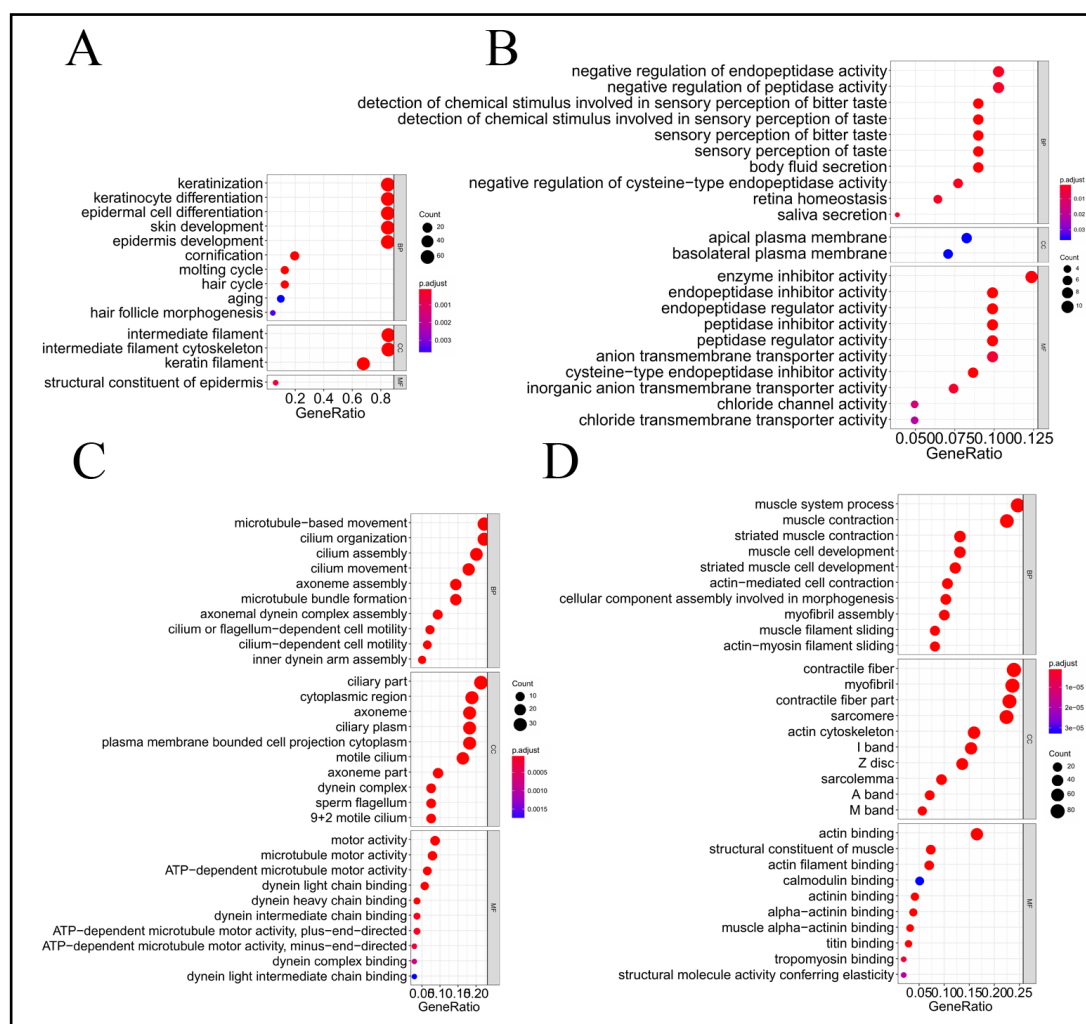 A
keratinization
keratinocyte differentiation
epidermal cell differentiation
skin development
epidermis development
cornification
molting cycle
hair cycle
aging
hair follicle morphogenesis
BP
intermediate filament
intermediate filament cytoskeleton
keratin filament
CC
structural constituent of epidermis
MF
0.2 0.4 0.6 0.8
GeneRatio
Count
20
40
60
p.adjust
0.001
0.002
0.003
B
negative regulation of endopeptidase activity
negative regulation of peptidase activity
detection of chemical stimulus involved in sensory perception of bitter taste
detection of chemical stimulus involved in sensory perception of taste
sensory perception of bitter taste
sensory perception of taste
body fluid secretion
negative regulation of cysteine−type endopeptidase activity
retina homeostasis
saliva secretion
BP
apical plasma membrane
basolateral plasma membrane
CC
enzyme inhibitor activity
endopeptidase inhibitor activity
endopeptidase regulator activity
peptidase inhibitor activity
peptidase regulator activity
anion transmembrane transporter activity
cysteine−type endopeptidase inhibitor activity
inorganic anion transmembrane transporter activity
chloride channel activity
chloride transmembrane transporter activity
MF
0.050 0.075 0.100 0.125
GeneRatio
p.adjust
0.01
0.02
0.03
Count
4
6
8
10
C
microtubule−based movement
cilium organization
cilium assembly
cilium movement
axoneme assembly
microtubule bundle formation
axonemal dynein complex assembly
cilium or flagellum−dependent cell motility
cilium−dependent cell motility
inner dynein arm assembly
BP
ciliary part
cytoplasmic region
axoneme
ciliary plasm
plasma membrane bounded cell projection cytoplasm
motile cilium
axoneme part
dynein complex
sperm flagellum
9+2 motile cilium
CC
motor activity
microtubule motor activity
ATP−dependent microtubule motor activity
dynein light chain binding
dynein heavy chain binding
dynein intermediate chain binding
ATP−dependent microtubule motor activity, plus−end−directed
ATP−dependent microtubule motor activity, minus−end−directed
dynein complex binding
dynein light intermediate chain binding
MF
0.05 0.10 0.15 0.20
GeneRatio
Count
10
20
30
p.adjust
0.0005
0.0010
0.0015
D
muscle system process
muscle contraction
striated muscle contraction
muscle cell development
striated muscle cell development
actin−mediated cell contraction
cellular component assembly involved in morphogenesis
myofibril assembly
muscle filament sliding
actin−myosin filament sliding
BP
contractile fiber
myofibril
contractile fiber part
sarcomere
actin cytoskeleton
I band
Z disc
sarcolemma
A band
M band
CC
actin binding
structural constituent of muscle
actin filament binding
calmodulin binding
actinin binding
alpha−actinin binding
muscle alpha−actinin binding
titin binding
tropomyosin binding
structural molecule activity conferring elasticity
MF
0.05 0.10 0.15 0.20 0.25
GeneRatio
p.adjust
1e−05
2e−05
3e−05
Count
20
40
60
80